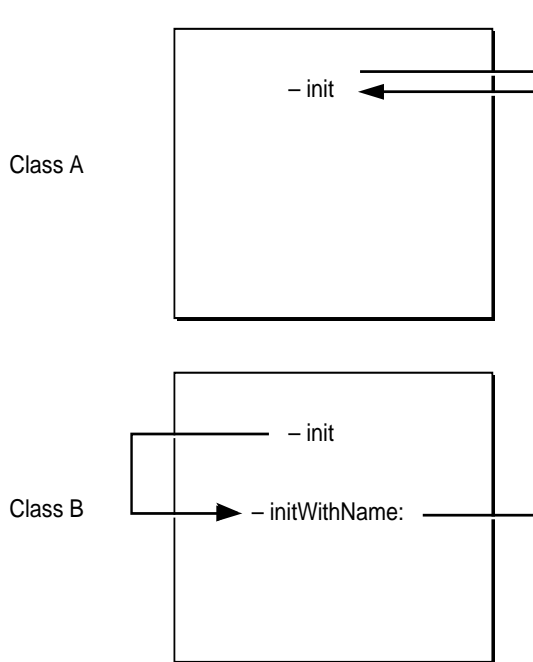 – init
Class A
– init
Class B
– initWithName: